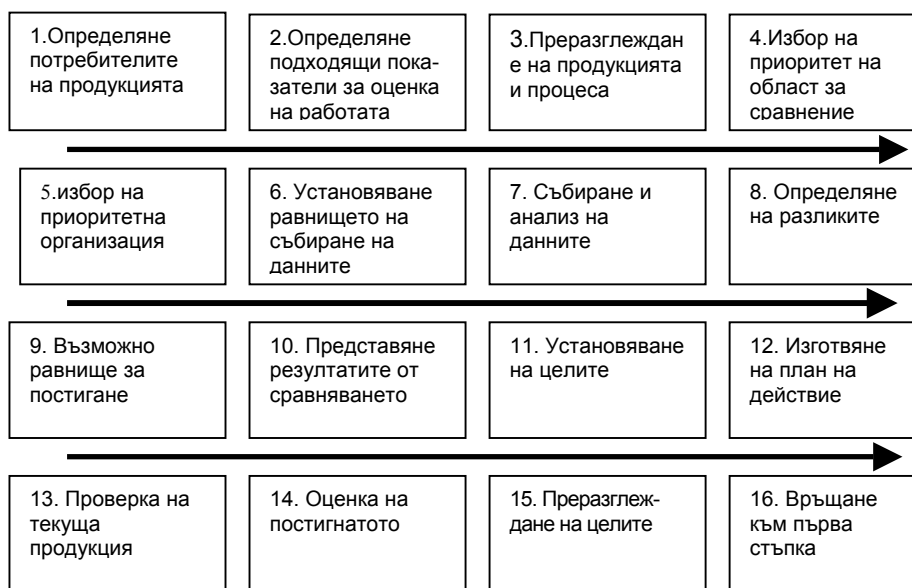 1.Определяне
потребителите
на продукцията
2.Определяне
подходящи пока-
затели за оценка
на работата
3.Преразглеждан
е на продукцията
и процеса
4.Избор на
приоритет на
област за
сравнение
5.избор на
приоритетна
организация
6. Установяване
равнището на
събиране на
данните
7. Събиране и
анализ на
данните
8. Определяне
на разликите
9. Възможно
равнище за
постигане
10. Представяне
резултатите от
сравняването
11. Установяване
на целите
12. Изготвяне
на план на
действие
13. Проверка на
текуща
продукция
14. Оценка на
постигнатото
15. Преразглеж-
дане на целите
16. Връщане
към първа
стъпка